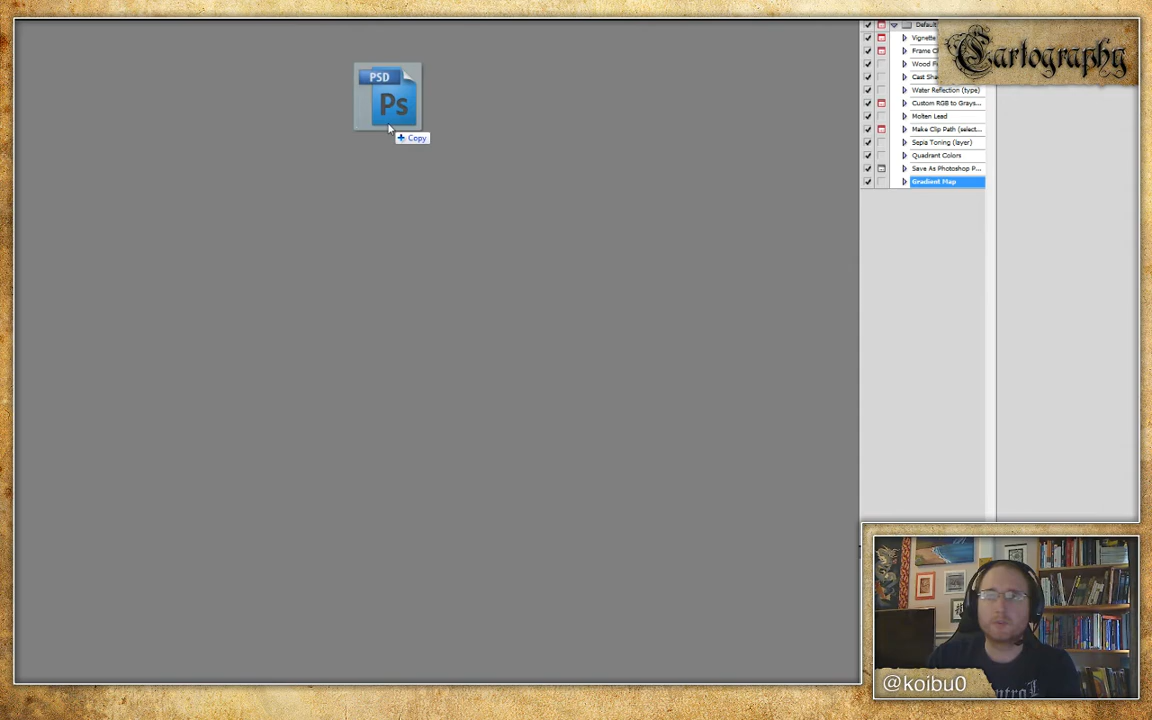 PSD
Ps
Copy
Default
Cartography
Vignette
Frame C
Wood F
Cast Sha
Water Reflection (type)
Custom RGB to Grays...
Molten Lead
Make Clip Path (select...
Sepia Toning (layer)
Quadrant Colors
Save As Photoshop P...
Gradient Map
@koibu0